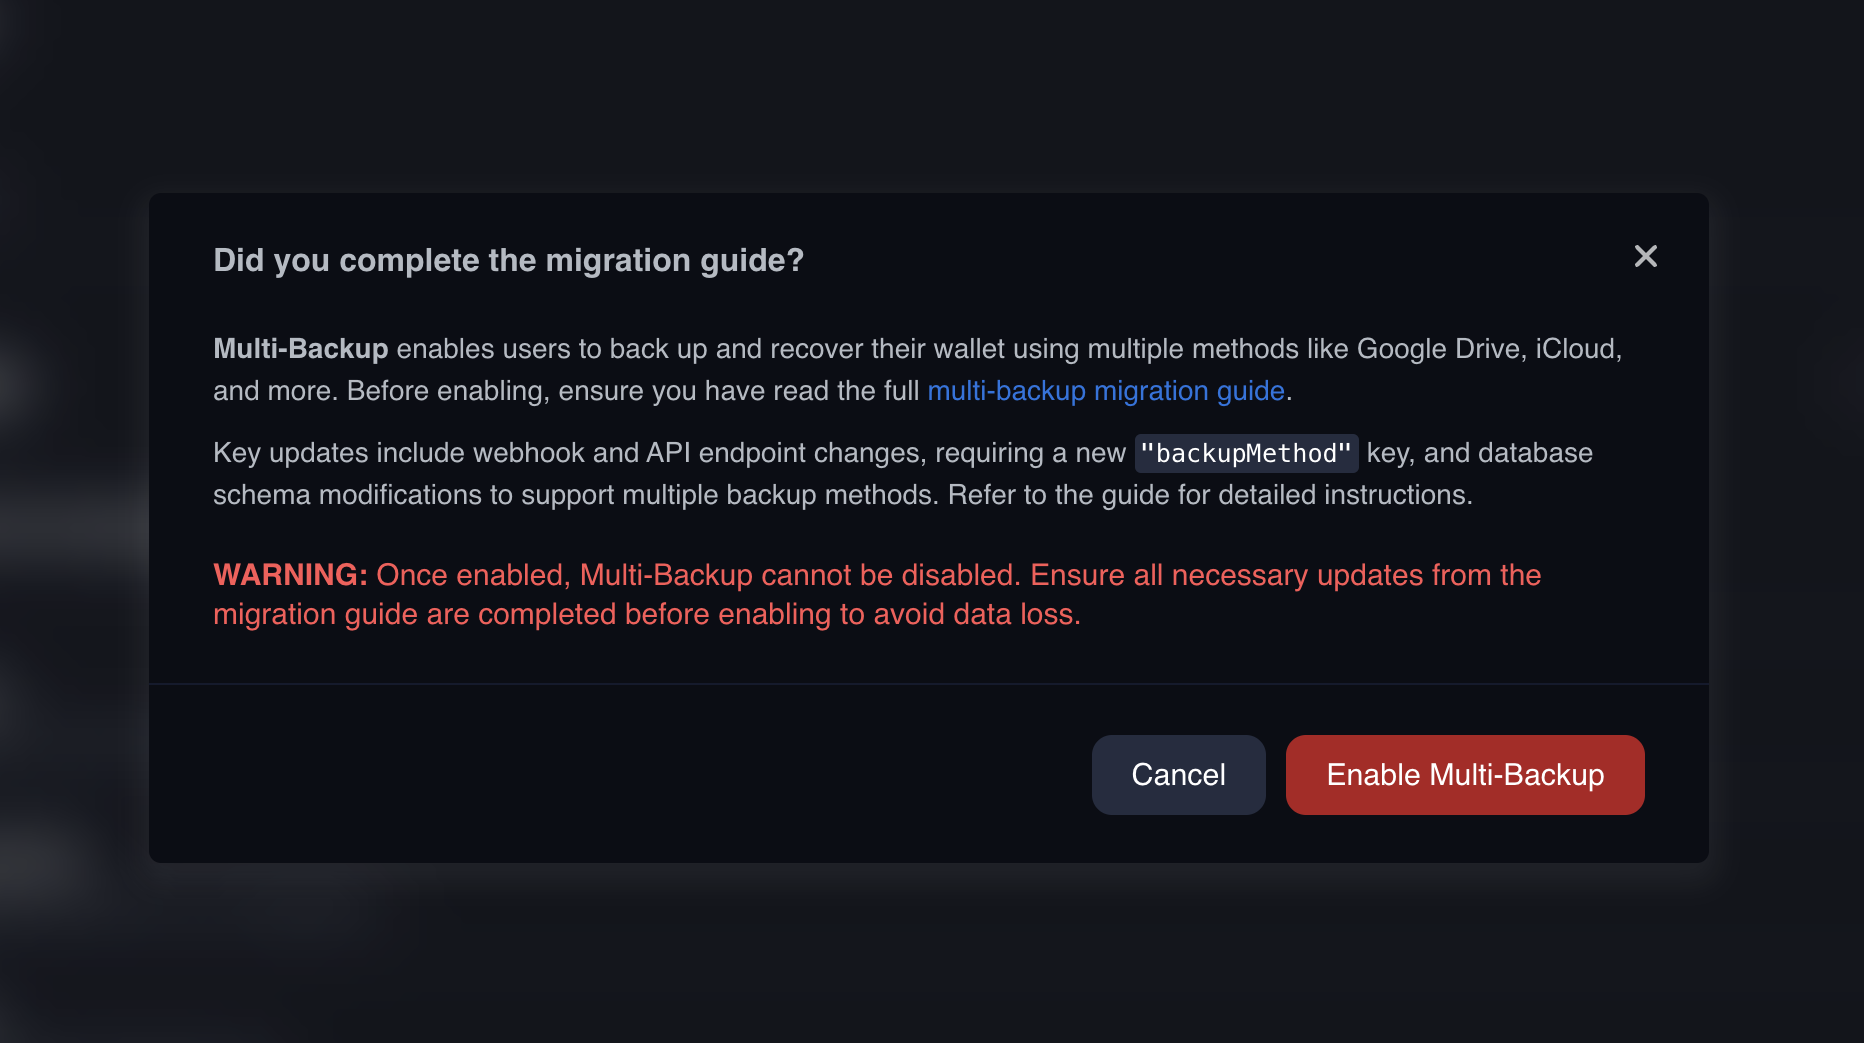 Did you complete the migration guide?
Multi-Backup enables users to back up and recover their wallet using multiple methods like Google Drive, iCloud,
and more. Before enabling, ensure you have read the full multi-backup migration guide.
Key updates include webhook and API endpoint changes, requiring a new "backupMethod" key, and database
schema modifications to support multiple backup methods. Refer to the guide for detailed instructions.
WARNING: Once enabled, Multi-Backup cannot be disabled. Ensure all necessary updates from the
migration guide are completed before enabling to avoid data loss.
Cancel
Enable Multi-Backup